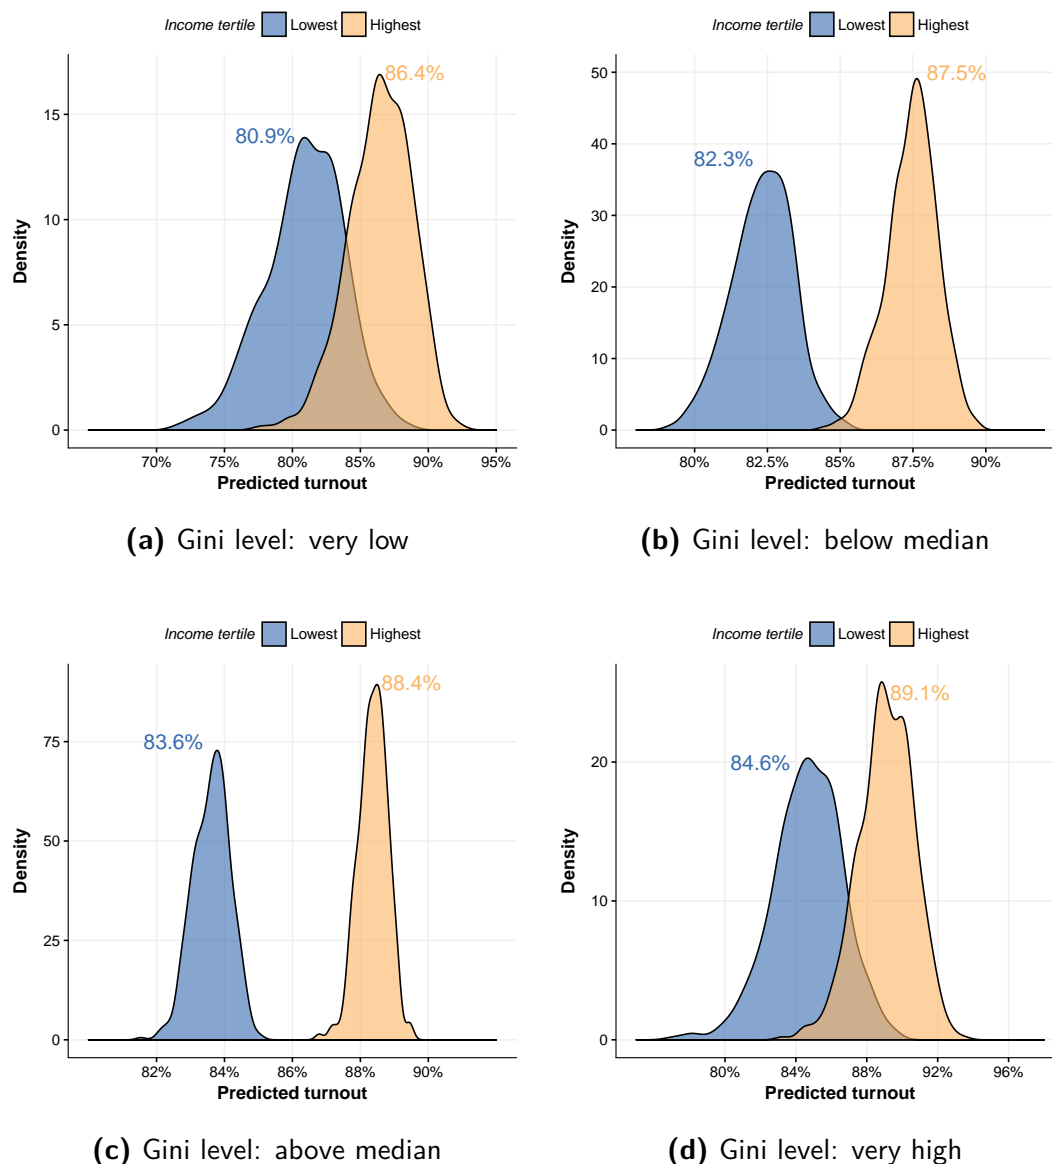 Income tertile Lowest Highest
86.4%
80.9%
15
10
5
0
Density
70% 75% 80% 85% 90% 95%
Predicted turnout
(a) Gini level: very low
Income tertile Lowest Highest
87.5%
82.3%
50
40
30
20
10
0
Density
80% 82.5% 85% 87.5% 90%
Predicted turnout
(b) Gini level: below median
Income tertile Lowest Highest
88.4%
83.6%
75
50
25
0
Density
82% 84% 86% 88% 90%
Predicted turnout
(c) Gini level: above median
Income tertile Lowest Highest
89.1%
84.6%
20
10
0
Density
80% 84% 88% 92% 96%
Predicted turnout
(d) Gini level: very high